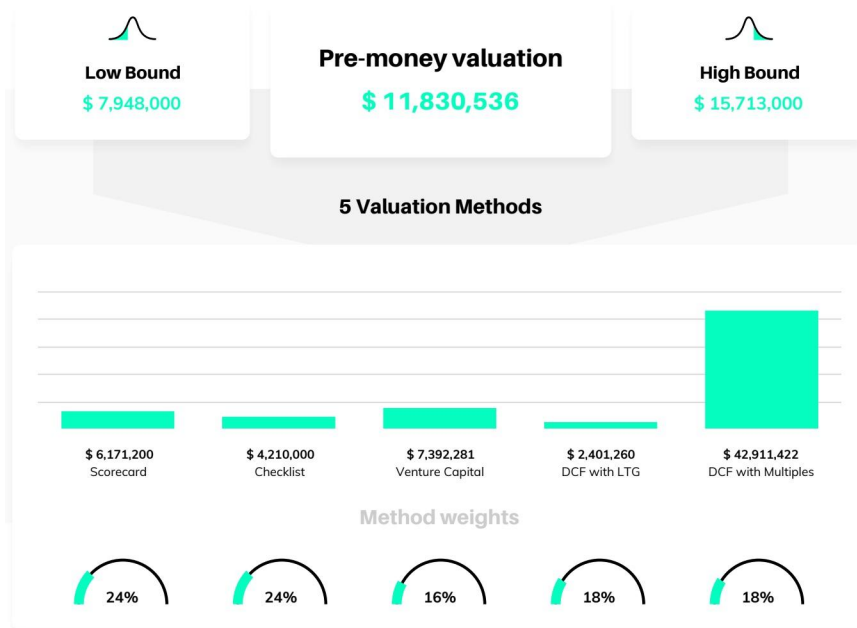 Low Bound
$ 7,948,000
Pre-money valuation
$ 11,830,536
High Bound
$ 15,713,000
5 Valuation Methods
$ 6,171,200
Scorecard
$ 4,210,000
Checklist
$ 7,392,281
Venture Capital
$ 2,401,260
DCF with LTG
$ 42,911,422
DCF with Multiples
Method weights
24%
24%
16%
18%
18%